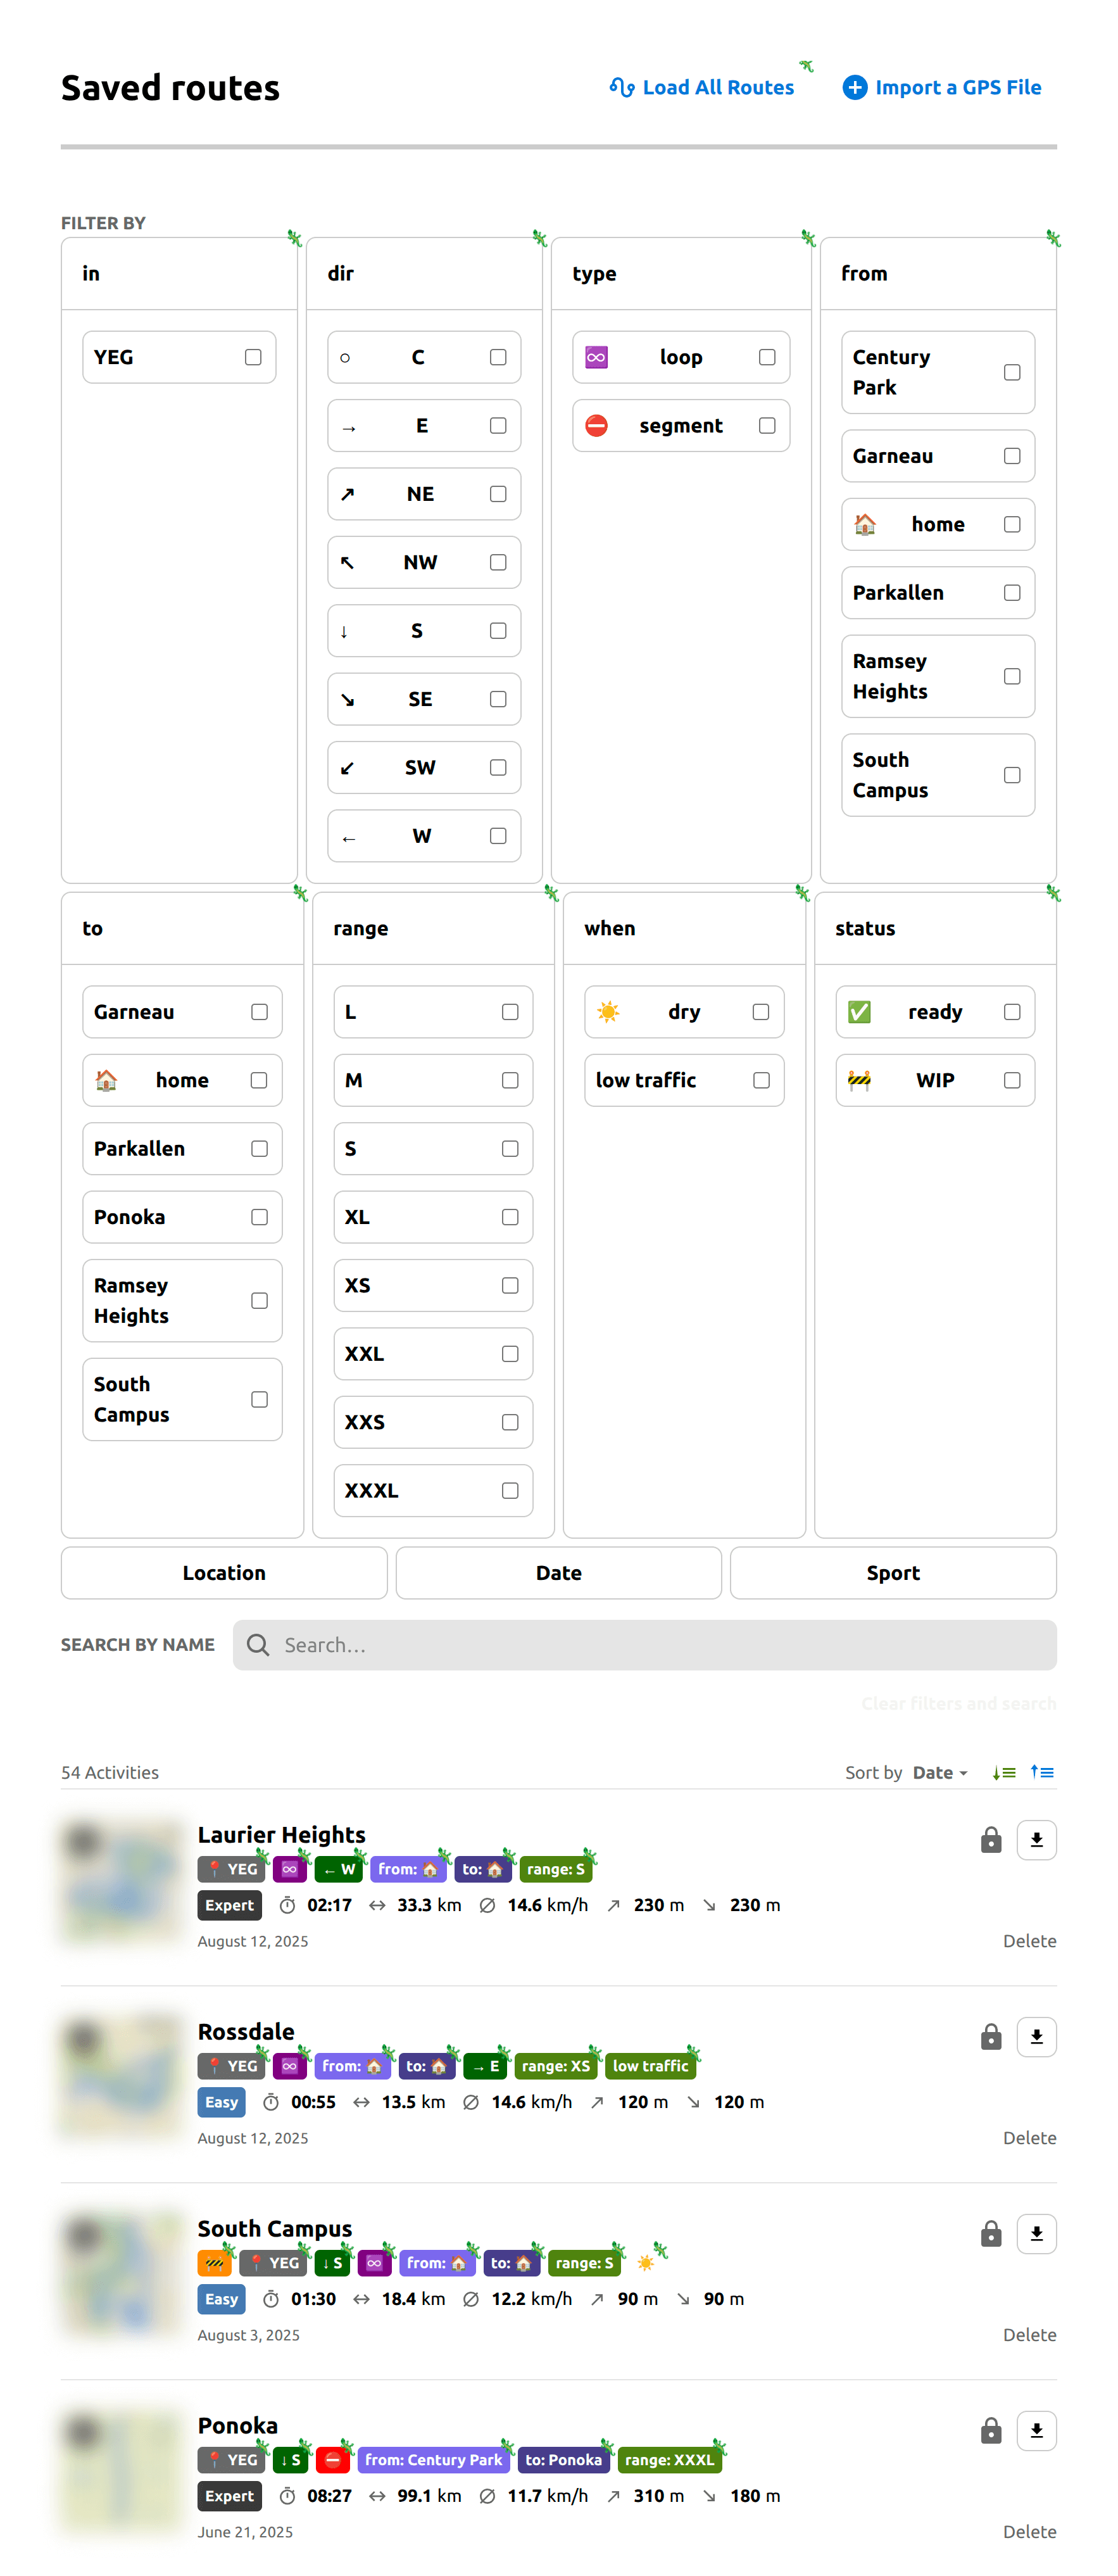 Saved routes
Load All Routes
Import a GPS File
FILTER BY
in
dir
type
from
YEG
○ C
→ E
↗ NE
↖ NW
↓ S
↘ SE
↙ SW
← W
♾️ loop
⛔ segment
Century
Park
Garneau
🏠 home
Parkallen
Ramsey
Heights
South
Campus
to
range
when
status
Garneau
🏠 home
Parkallen
Ponoka
Ramsey
Heights
South
Campus
L
M
S
XL
XS
XXL
XXS
XXXL
☀️ dry
low traffic
✅ ready
🚧 WIP
Location
Date
Sport
SEARCH BY NAME
Search...
Clear filters and search
54 Activities
Sort by Date
Laurier Heights
📍 YEG ♾️ ← W from: 🏠 to: 🏠 range: S
Expert 02:17 ↔ 33.3 km ∅ 14.6 km/h ↗ 230 m ↘ 230 m
August 12, 2025
Delete
Rossdale
📍 YEG ♾️ from: 🏠 to: 🏠 → E range: XS low traffic
Easy 00:55 ↔ 13.5 km ∅ 14.6 km/h ↗ 120 m ↘ 120 m
August 12, 2025
Delete
South Campus
🚧 📍 YEG ↓ S ♾️ from: 🏠 to: 🏠 range: S ☀️
Easy 01:30 ↔ 18.4 km ∅ 12.2 km/h ↗ 90 m ↘ 90 m
August 3, 2025
Delete
Ponoka
📍 YEG ↓ S ⛔ from: Century Park to: Ponoka range: XXXL
Expert 08:27 ↔ 99.1 km ∅ 11.7 km/h ↗ 310 m ↘ 180 m
June 21, 2025
Delete